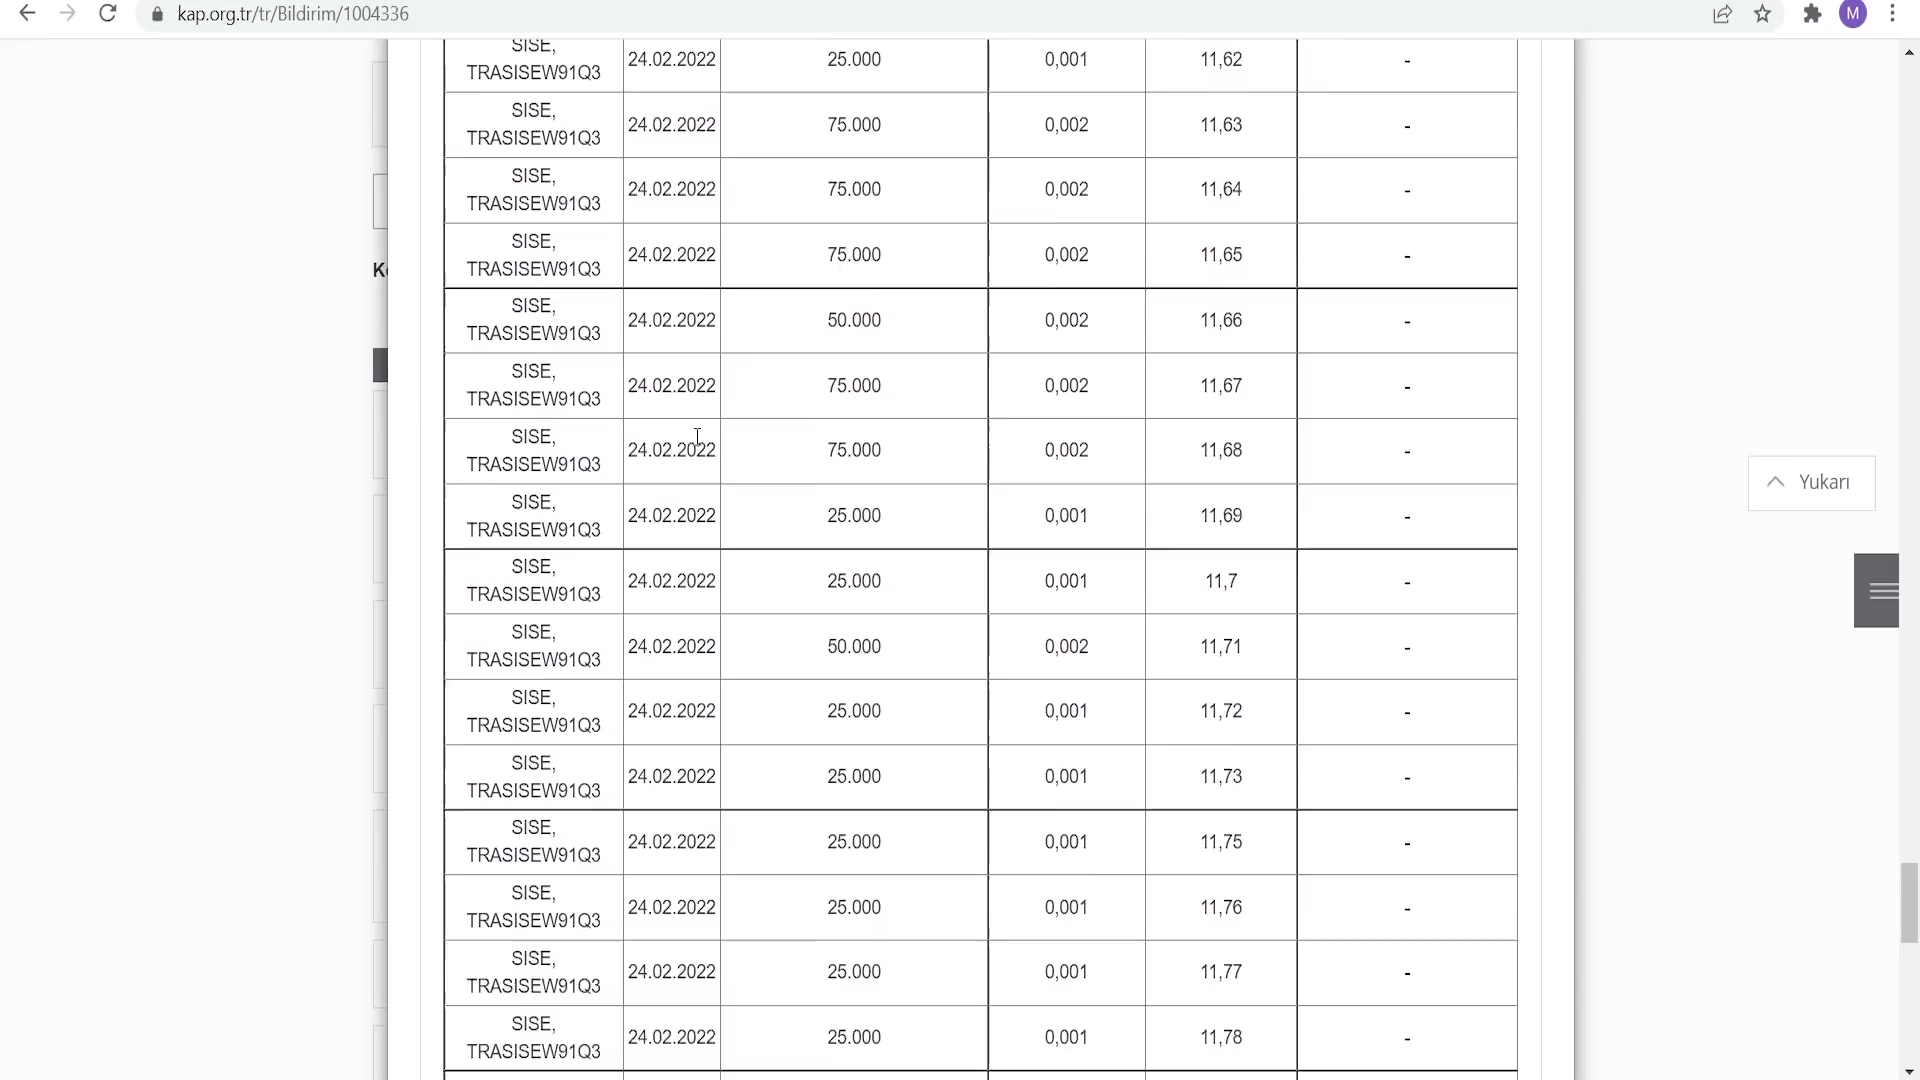 kap.org.tr/tr/Bildirim/1004336
M
SISE,
TRASISEW91Q3 24.02.2022 25.000 0,001 11,62 -
SISE,
TRASISEW91Q3 24.02.2022 75.000 0,002 11,63 -
SISE,
TRASISEW91Q3 24.02.2022 75.000 0,002 11,64 -
SISE,
TRASISEW91Q3 24.02.2022 75.000 0,002 11,65 -
Ke
SISE,
TRASISEW91Q3 24.02.2022 50.000 0,002 11,66 -
SISE,
TRASISEW91Q3 24.02.2022 75.000 0,002 11,67 -
SISE,
TRASISEW91Q3 24.02.2022 75.000 0,002 11,68 -
Yukarı
SISE,
TRASISEW91Q3 24.02.2022 25.000 0,001 11,69 -
SISE,
TRASISEW91Q3 24.02.2022 25.000 0,001 11,7 -
SISE,
TRASISEW91Q3 24.02.2022 50.000 0,002 11,71 -
SISE,
TRASISEW91Q3 24.02.2022 25.000 0,001 11,72 -
SISE,
TRASISEW91Q3 24.02.2022 25.000 0,001 11,73 -
SISE,
TRASISEW91Q3 24.02.2022 25.000 0,001 11,75 -
SISE,
TRASISEW91Q3 24.02.2022 25.000 0,001 11,76 -
SISE,
TRASISEW91Q3 24.02.2022 25.000 0,001 11,77 -
SISE,
TRASISEW91Q3 24.02.2022 25.000 0,001 11,78 -